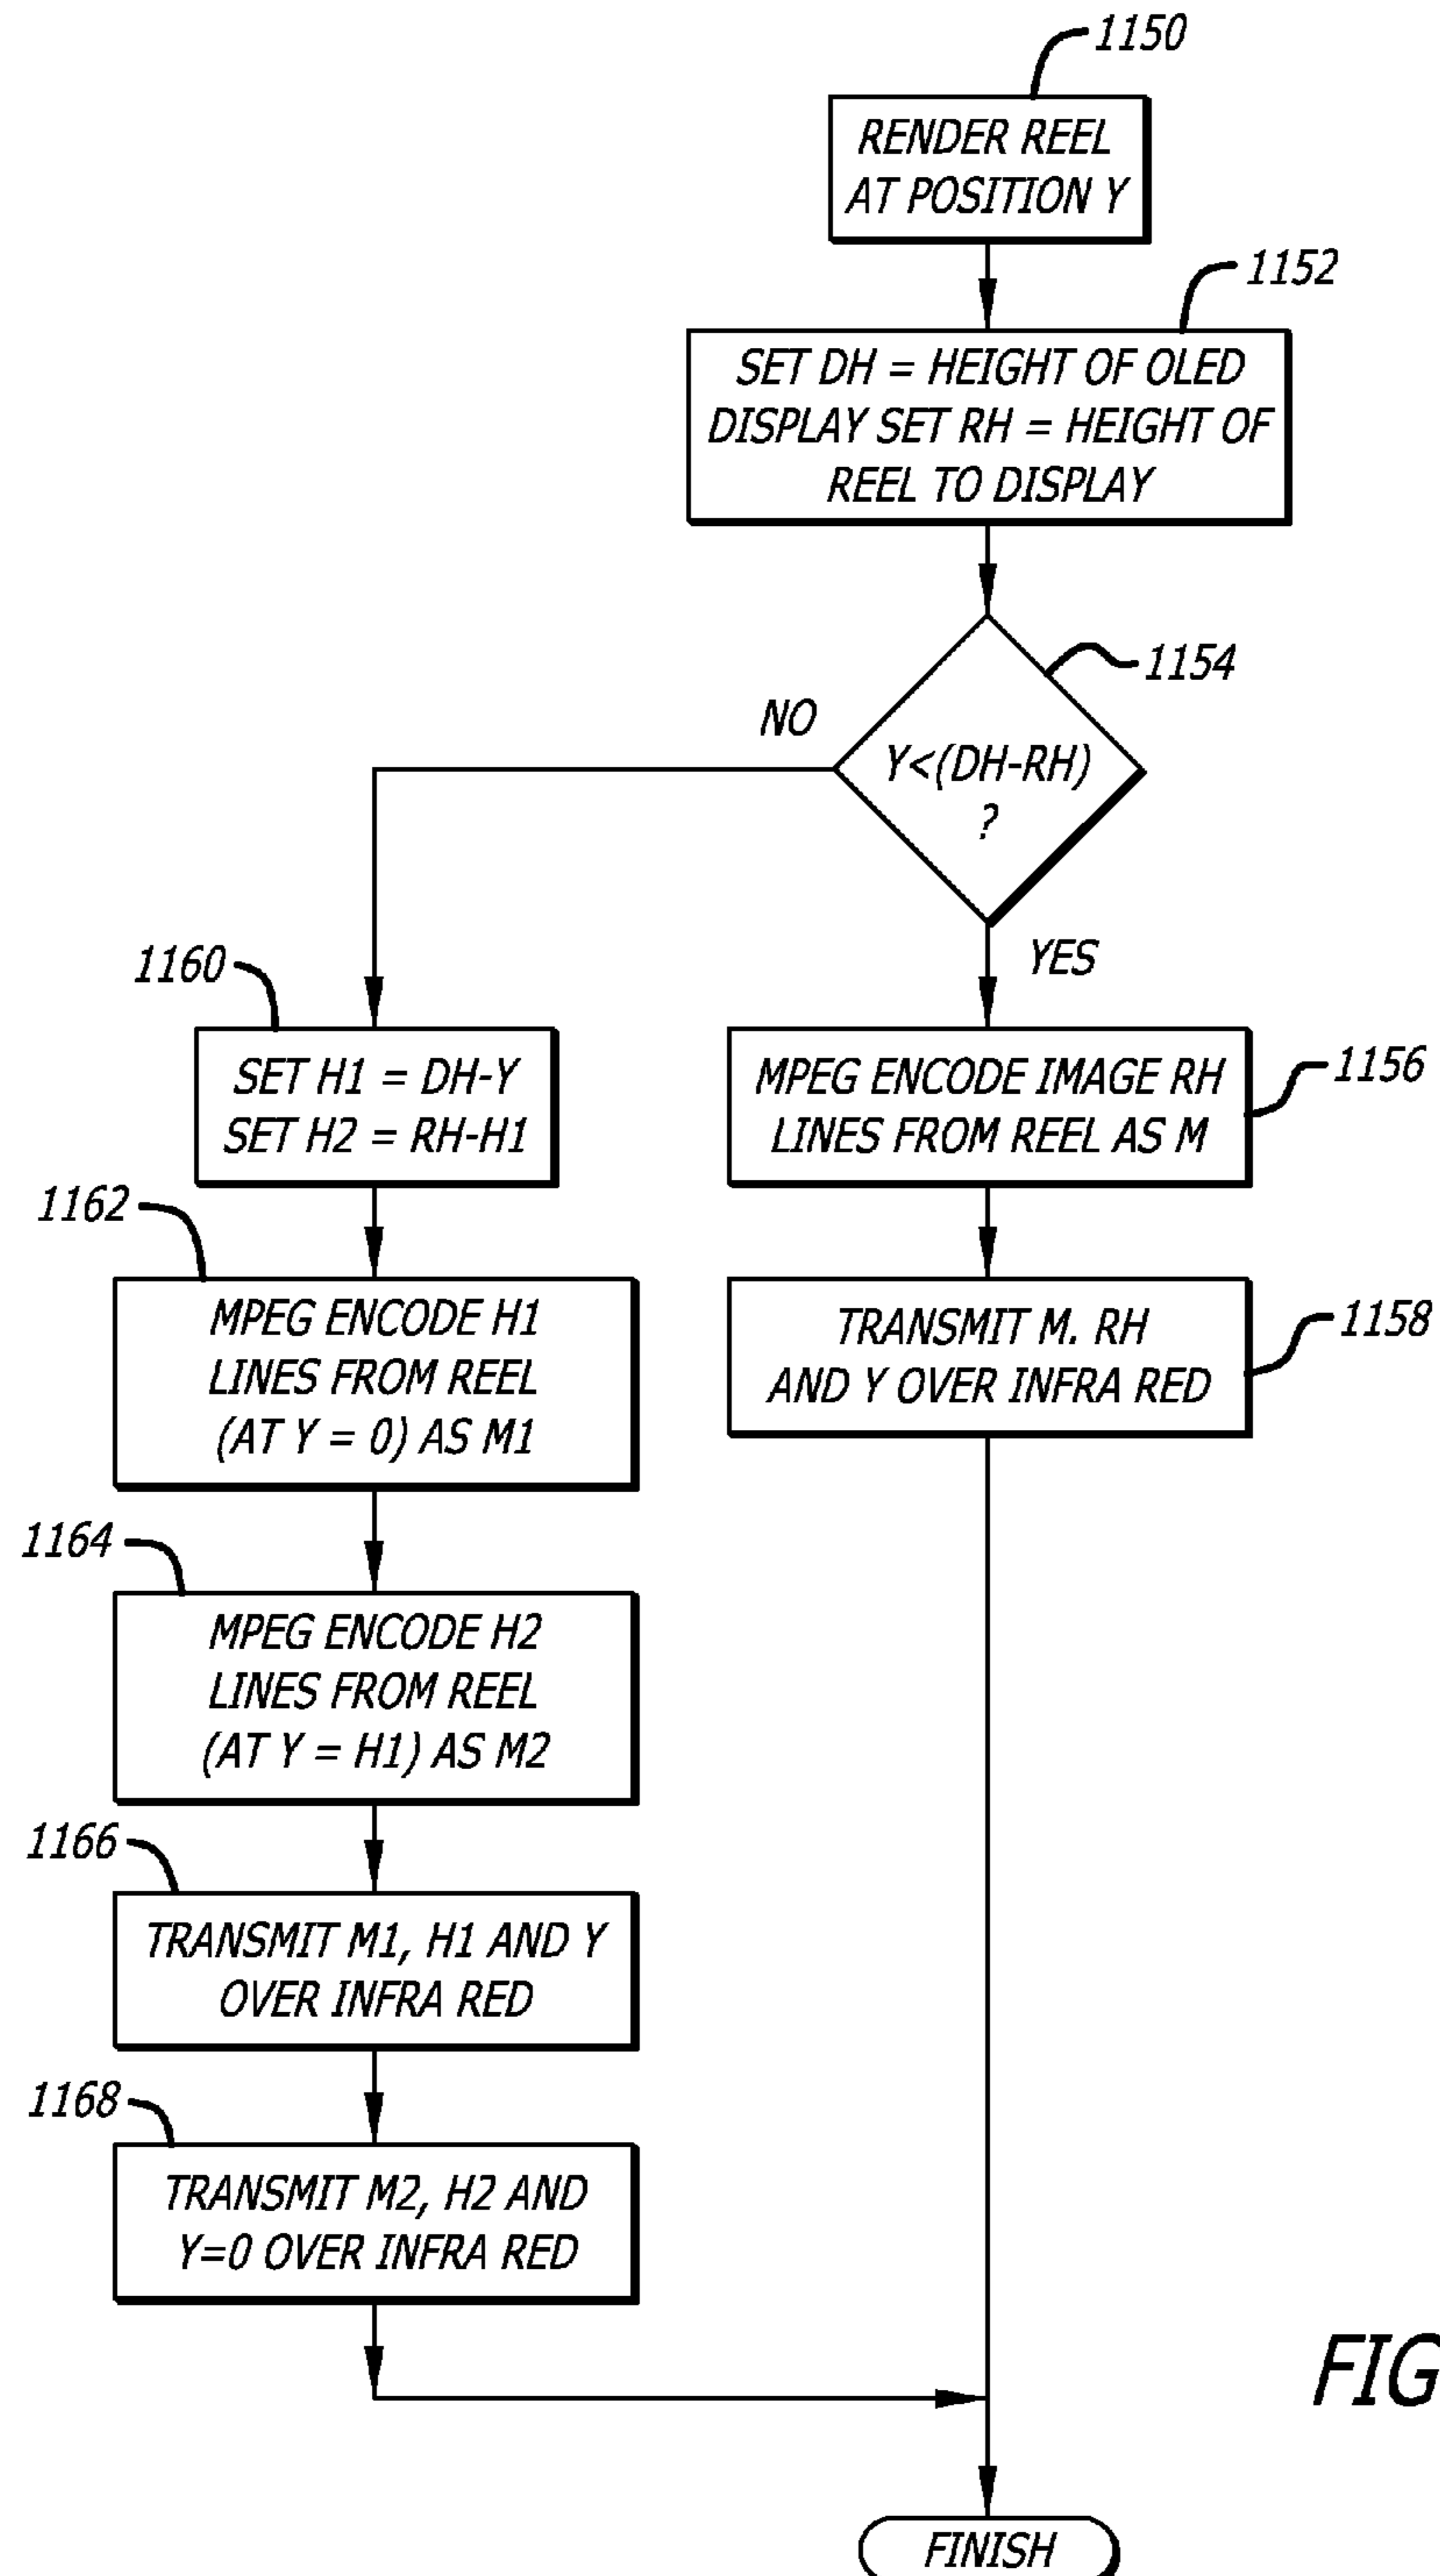 1150
RENDER REEL
AT POSITION Y
1152
SET DH = HEIGHT OF OLED
DISPLAY SET RH = HEIGHT OF
REEL TO DISPLAY
1154
NO
Y<(DH-RH)
?
YES
1160
SET H1 = DH-Y
SET H2 = RH-H1
1156
MPEG ENCODE IMAGE RH
LINES FROM REEL AS M
1162
MPEG ENCODE H1
LINES FROM REEL
(AT Y = 0) AS M1
1158
TRANSMIT M. RH
AND Y OVER INFRA RED
1164
MPEG ENCODE H2
LINES FROM REEL
(AT Y = H1) AS M2
1166
TRANSMIT M1, H1 AND Y
OVER INFRA RED
1168
TRANSMIT M2, H2 AND
Y=0 OVER INFRA RED
FIG
FINISH